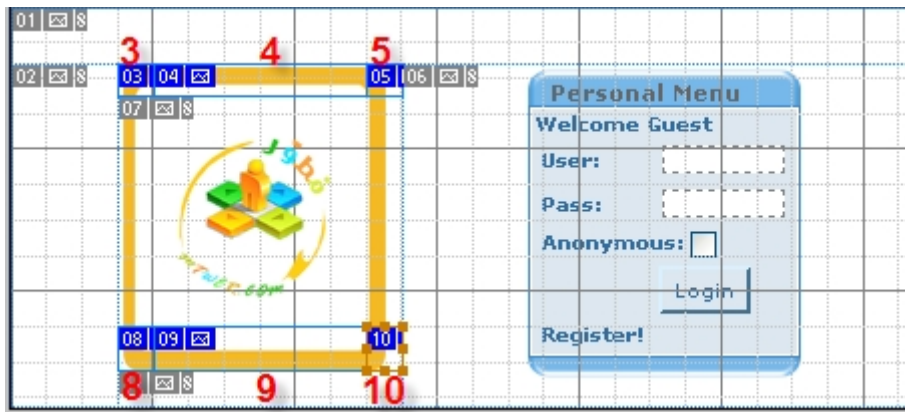 01 8
3 4 5
02 8 03 04 05 06 8
07 8
Personal Menu
Welcome Guest
User:
Pass:
Anonymous:
Login
Register!
08 09 10
8 8
9 10